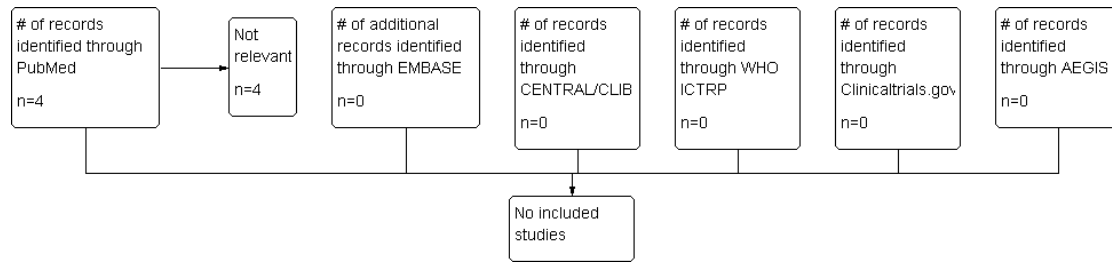 # of records
identified through
PubMed
n=4
Not
relevant
n=4
# of additional
records identified
through EMBASE
n=0
# of records
identified
through
CENTRAL/CLIB
n=0
# of records
identified
through WHO
ICTRP
n=0
# of records
identified
through
Clinicaltrials.gov
n=0
# of records
identified
through AEGIS
n=0
No included
studies